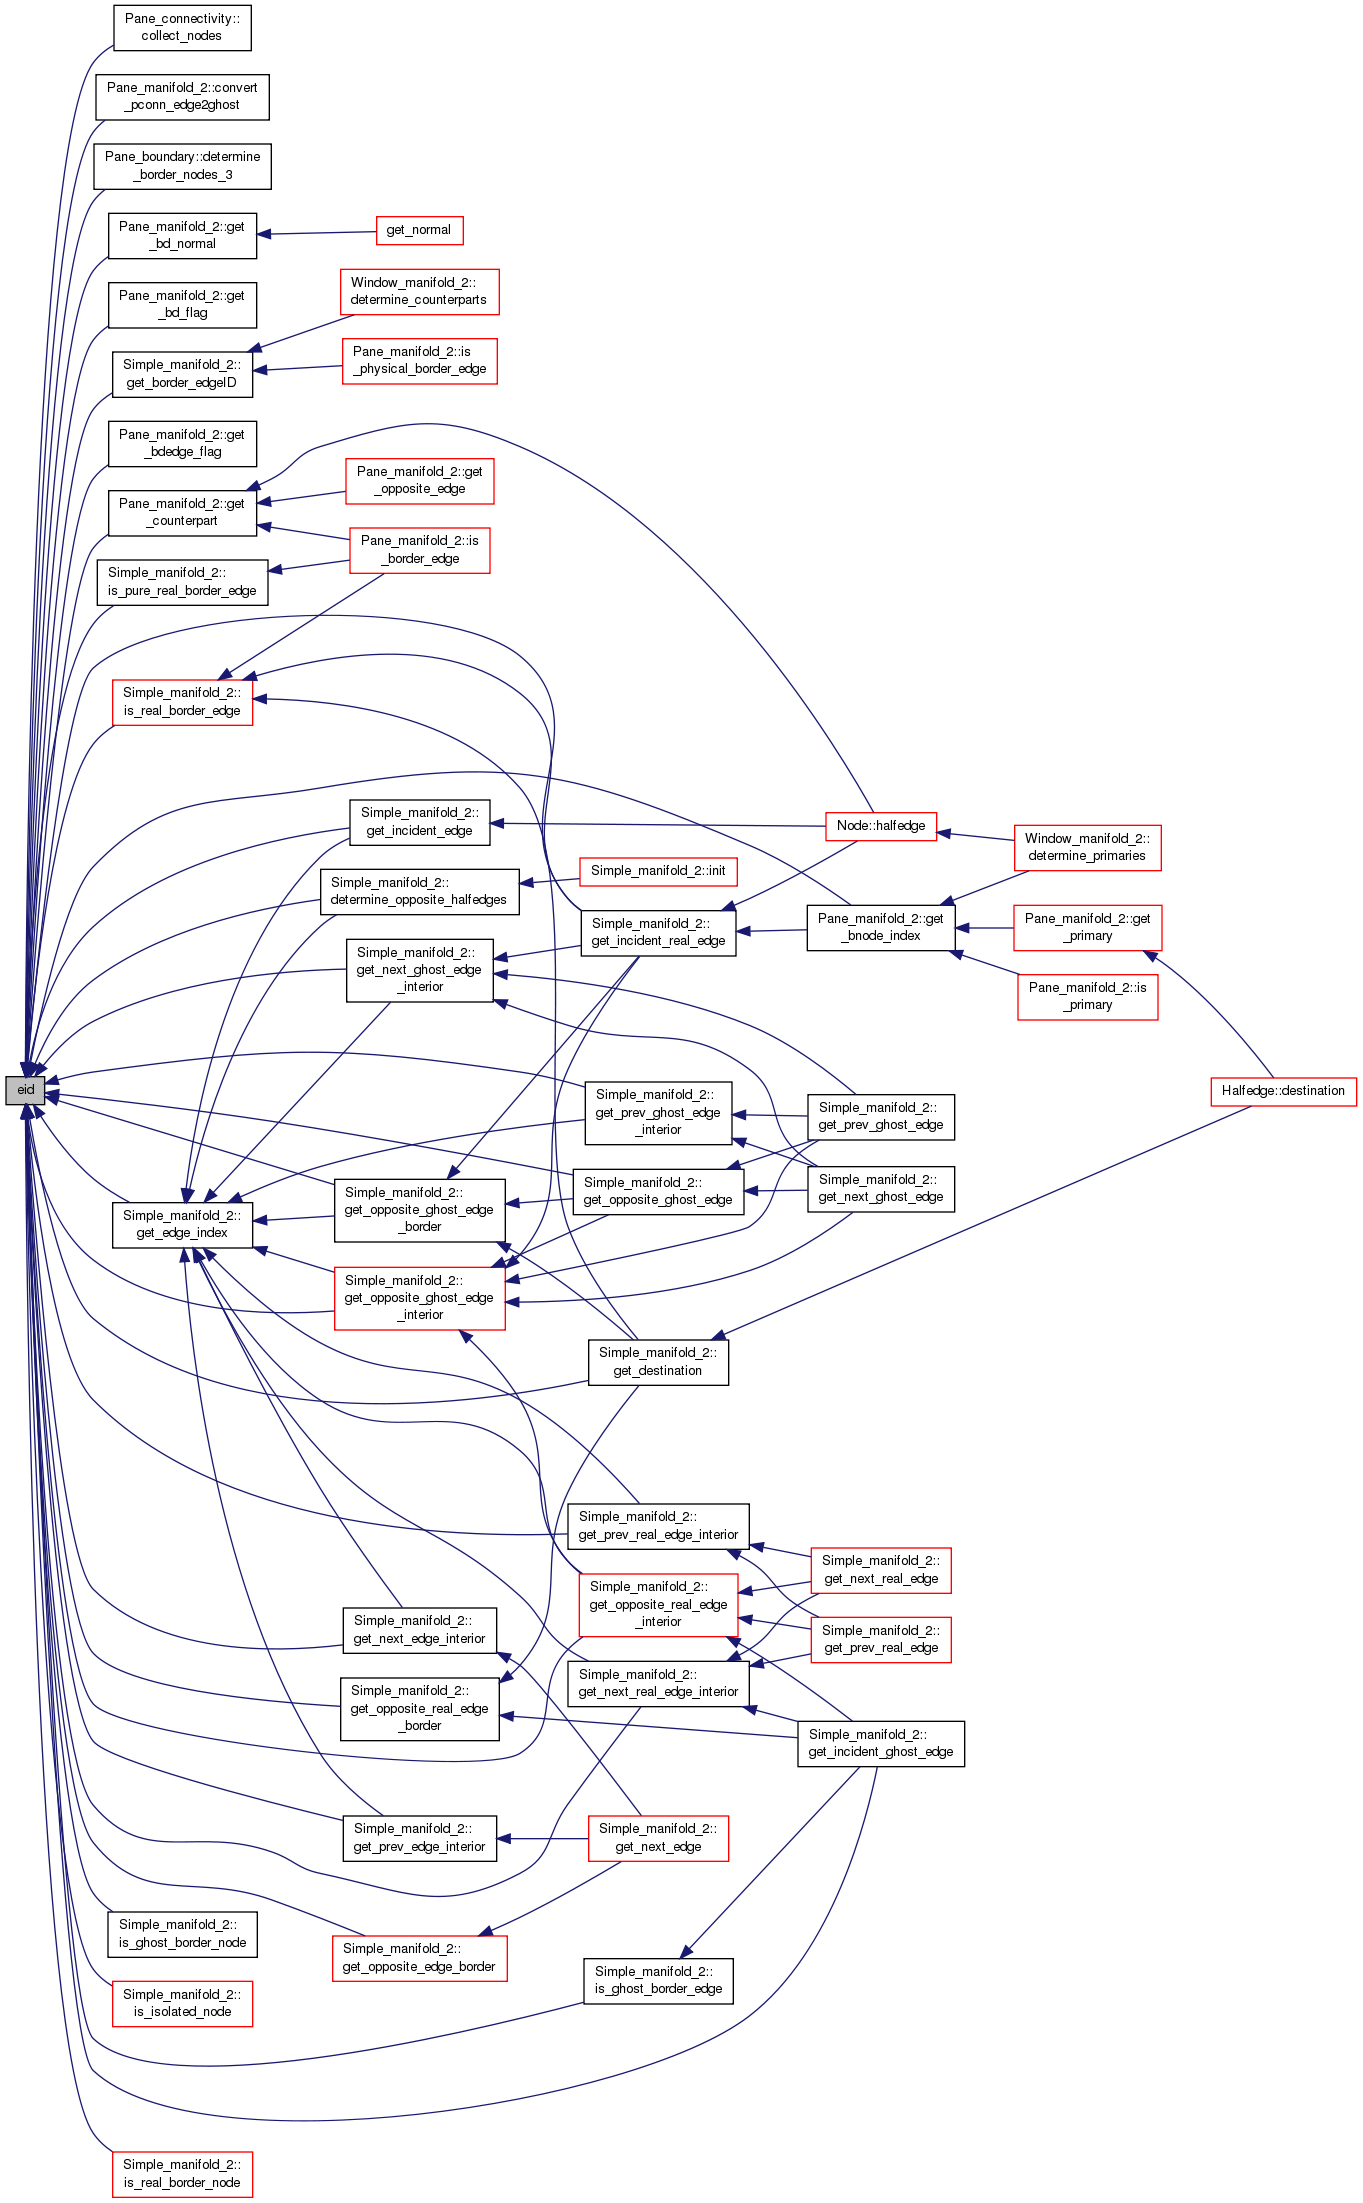 Pane_connectivity::
collect_nodes
Pane_manifold_2::convert
_pconn_edge2ghost
Pane_boundary::determine
_border_nodes_3
Pane_manifold_2::get
_bd_normal
get_normal
Pane_manifold_2::get
_bd_flag
Window_manifold_2::
determine_counterparts
Simple_manifold_2::
get_border_edgeID
Pane_manifold_2::is
_physical_border_edge
Pane_manifold_2::get
_bdedge_flag
Pane_manifold_2::get
_counterpart
Pane_manifold_2::get
_opposite_edge
Pane_manifold_2::is
_border_edge
Simple_manifold_2::
is_pure_real_border_edge
Simple_manifold_2::
is_real_border_edge
Simple_manifold_2::
get_incident_edge
Node::halfedge
Window_manifold_2::
determine_primaries
Simple_manifold_2::
determine_opposite_halfedges
Simple_manifold_2::init
Simple_manifold_2::
get_incident_real_edge
Pane_manifold_2::get
_bnode_index
Pane_manifold_2::get
_primary
Simple_manifold_2::
get_next_ghost_edge
_interior
Pane_manifold_2::is
_primary
eid
Simple_manifold_2::
get_prev_ghost_edge
_interior
Simple_manifold_2::
get_prev_ghost_edge
Halfedge::destination
Simple_manifold_2::
get_edge_index
Simple_manifold_2::
get_opposite_ghost_edge
_border
Simple_manifold_2::
get_opposite_ghost_edge
Simple_manifold_2::
get_next_ghost_edge
Simple_manifold_2::
get_opposite_ghost_edge
_interior
Simple_manifold_2::
get_destination
Simple_manifold_2::
get_prev_real_edge_interior
Simple_manifold_2::
get_next_real_edge
Simple_manifold_2::
get_opposite_real_edge
_interior
Simple_manifold_2::
get_prev_real_edge
Simple_manifold_2::
get_next_edge_interior
Simple_manifold_2::
get_next_real_edge_interior
Simple_manifold_2::
get_opposite_real_edge
_border
Simple_manifold_2::
get_incident_ghost_edge
Simple_manifold_2::
get_prev_edge_interior
Simple_manifold_2::
get_next_edge
Simple_manifold_2::
is_ghost_border_node
Simple_manifold_2::
get_opposite_edge_border
Simple_manifold_2::
is_ghost_border_edge
Simple_manifold_2::
is_isolated_node
Simple_manifold_2::
is_real_border_node